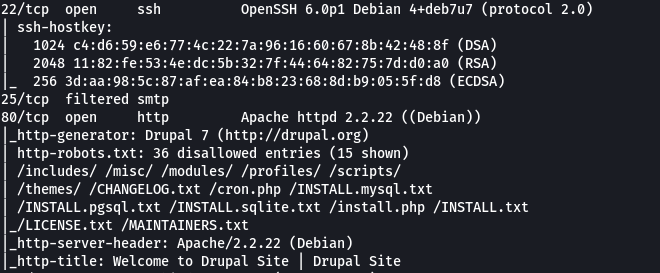 22/tcp open ssh OpenSSH 6.0p1 Debian 4+deb7u7 (protocol 2.0)
| ssh-hostkey:
| 1024 c4:d6:59:e6:77:4c:22:7a:96:16:60:67:8b:42:48:8f (DSA)
| 2048 11:82:fe:53:4e:dc:5b:32:7f:44:64:82:75:7d:d0:a0 (RSA)
|_ 256 3d:aa:98:5c:87:af:ea:84:b8:23:68:8d:b9:05:5f:d8 (ECDSA)
25/tcp filtered smtp
80/tcp open http Apache httpd 2.2.22 ((Debian))
|_http-generator: Drupal 7 (http://drupal.org)
| http-robots.txt: 36 disallowed entries (15 shown)
| /includes/ /misc/ /modules/ /profiles/ /scripts/
| /themes/ /CHANGELOG.txt /cron.php /INSTALL.mysql.txt
| /INSTALL.pgsql.txt /INSTALL.sqlite.txt /install.php /INSTALL.txt
|_/LICENSE.txt /MAINTAINERS.txt
|_http-server-header: Apache/2.2.22 (Debian)
|_http-title: Welcome to Drupal Site | Drupal Site